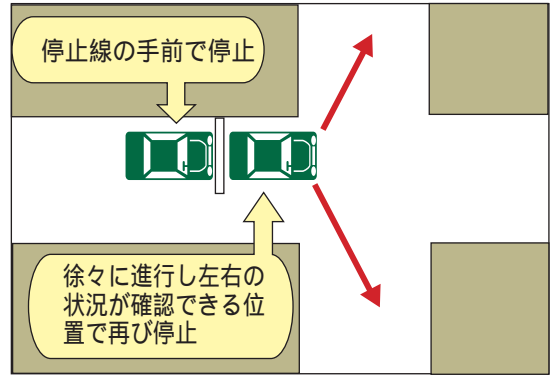 停止線の手前で停止
徐々に進行し左右の
状況が確認できる位
置で再び停止